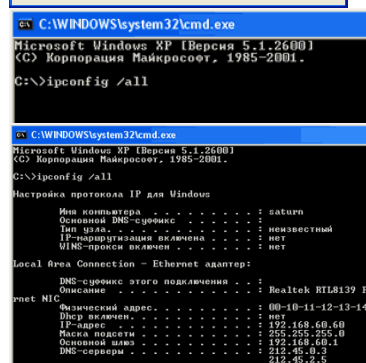 C:\WINDOWS\system32\cmd.exe
Microsoft Windows XP [Версия 5.1.2600]
(C) Корпорация Майкрософт, 1985-2001.
C:\>ipconfig /all
C:\WINDOWS\system32\cmd.exe
Microsoft Windows XP [Версия 5.1.2600]
(C) Корпорация Майкрософт, 1985-2001.
C:\>ipconfig /all
Настройка протокола IP для Windows
Имя компьютера . . . . . . . . . : saturn
Основной DNS-суффикс . . . . . . :
Тип узла. . . . . . . . . . . . . : неизвестный
IP-маршрутизация включена . . . . : нет
WINS-прокси включен . . . . . . . : нет
Local Area Connection - Ethernet адаптер:
DNS-суффикс этого подключения . . :
Описание . . . . . . . . . . . . : Realtek RTL8139 F
rnet NIC
Физический адрес. . . . . . . . . : 00-10-11-12-13-14
Dhcp включен. . . . . . . . . . . : нет
IP-адрес . . . . . . . . . . . . : 192.168.60.60
Маска подсети . . . . . . . . . . : 255.255.255.0
Основной шлюз . . . . . . . . . . : 192.168.60.1
DNS-серверы . . . . . . . . . . . : 212.45.0.3
212.45.2.5